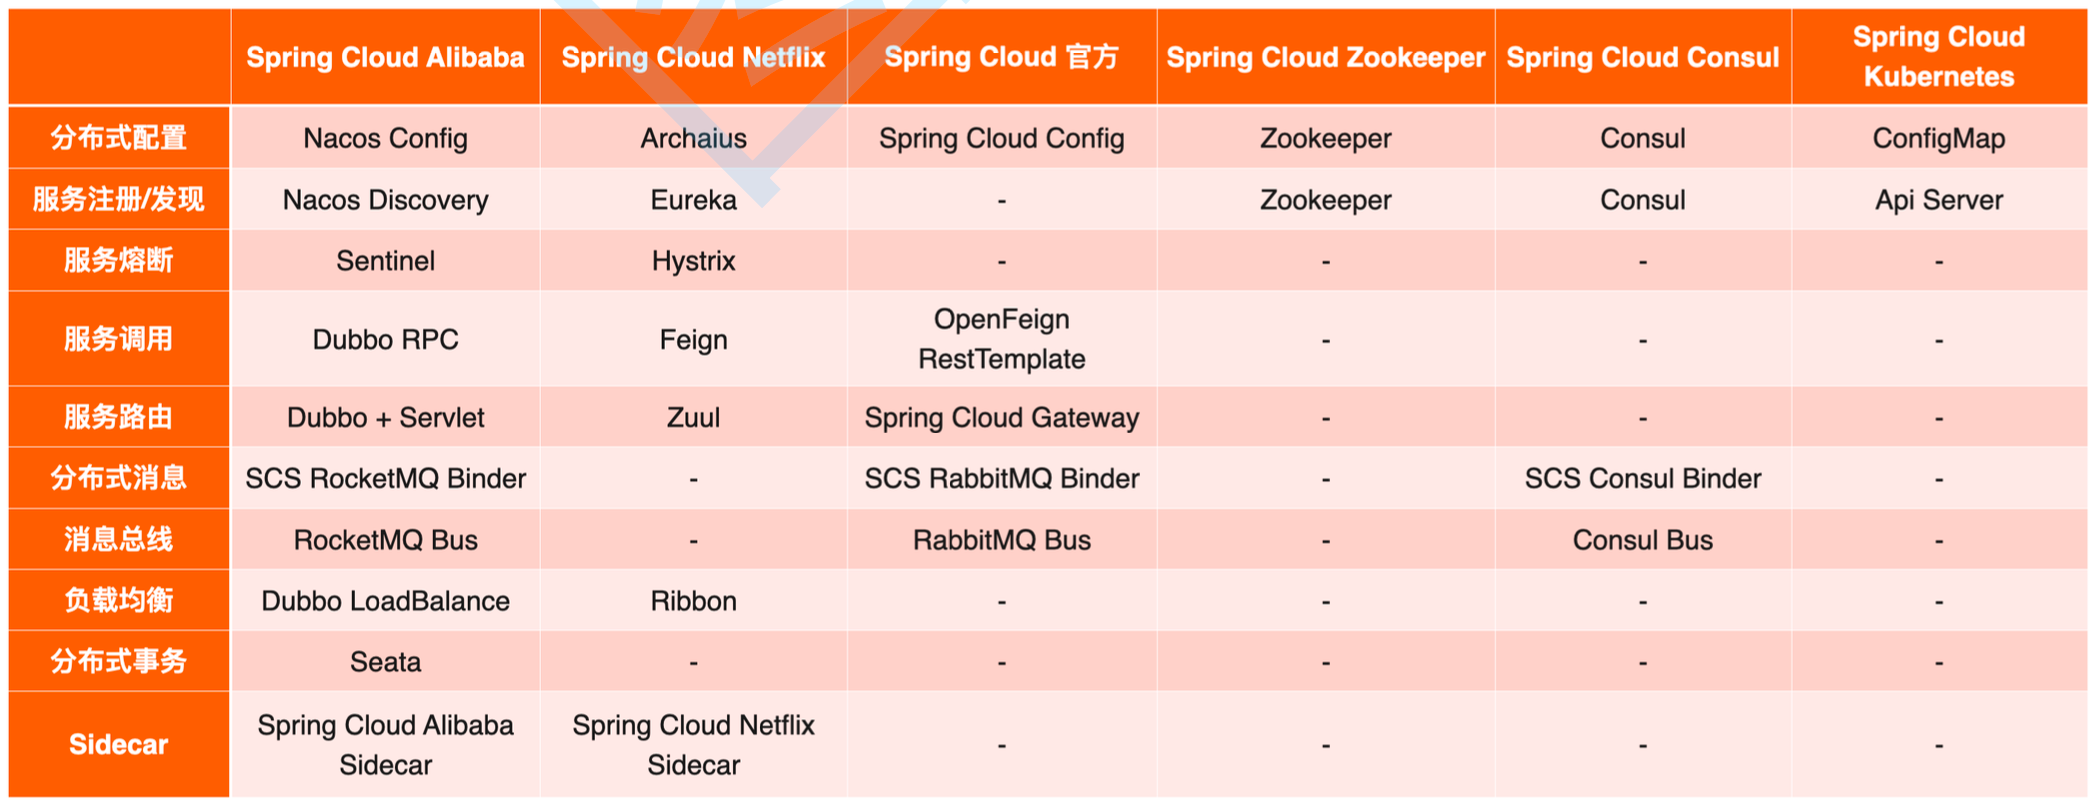 Spring Cloud Alibaba Spring Cloud Netflix Spring Cloud 官方 Spring Cloud Zookeeper Spring Cloud Consul Spring Cloud
Kubernetes
分布式配置 Nacos Config Archaius Spring Cloud Config Zookeeper Consul ConfigMap
服务注册/发现 Nacos Discovery Eureka - Zookeeper Consul Api Server
服务熔断 Sentinel Hystrix - - - -
服务调用 Dubbo RPC Feign OpenFeign
RestTemplate - - -
服务路由 Dubbo + Servlet Zuul Spring Cloud Gateway - - -
分布式消息 SCS RocketMQ Binder - SCS RabbitMQ Binder - SCS Consul Binder -
消息总线 RocketMQ Bus - RabbitMQ Bus - Consul Bus -
负载均衡 Dubbo LoadBalance Ribbon - - - -
分布式事务 Seata - - - - -
Sidecar Spring Cloud Alibaba
Sidecar Spring Cloud Netflix
Sidecar - - - -